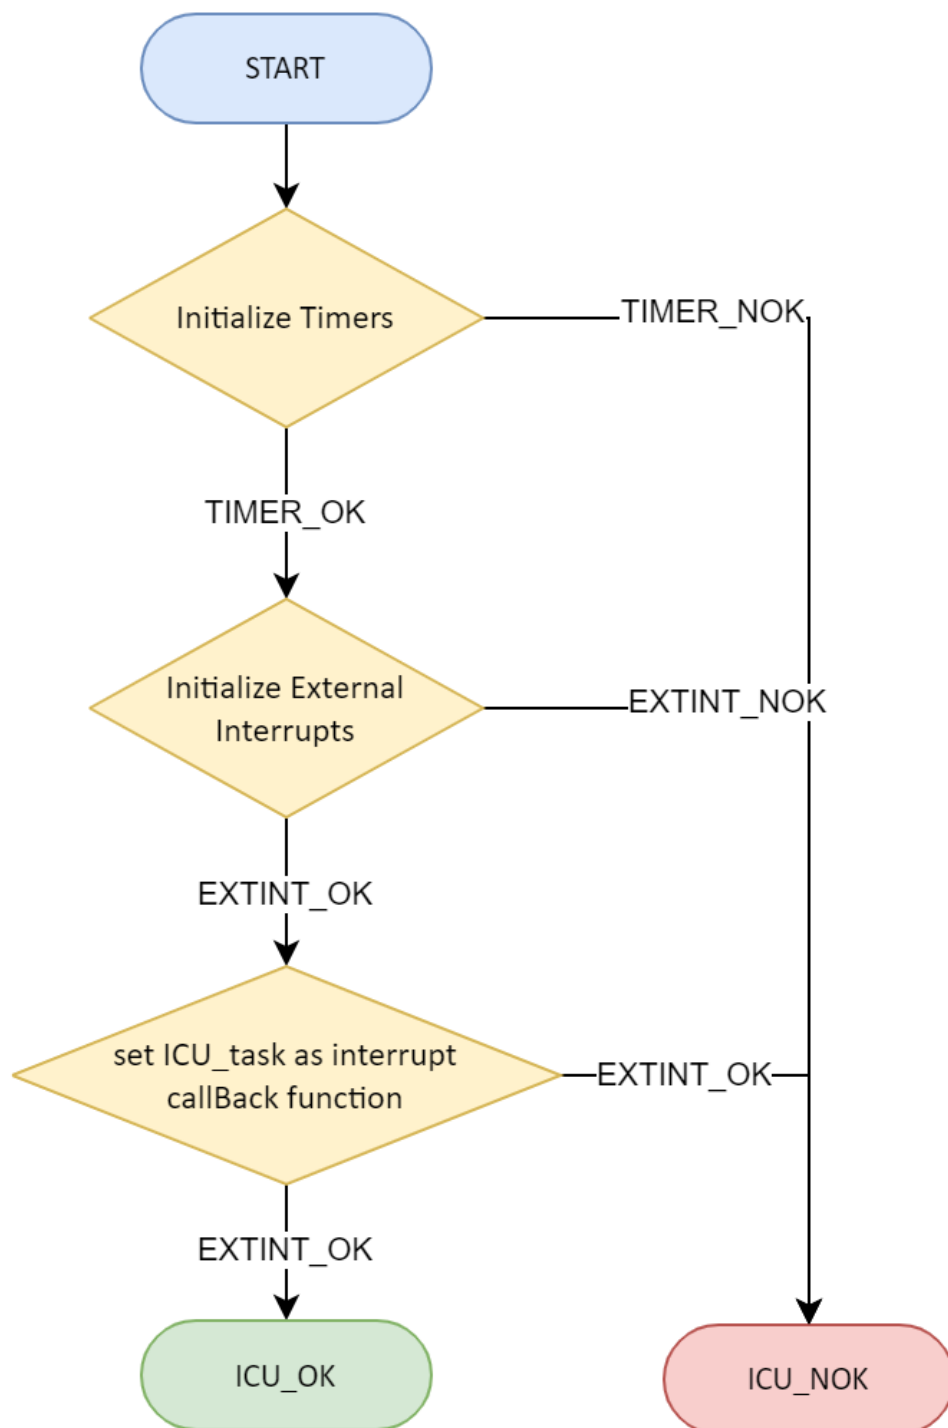 START
Initialize Timers
TIMER_NOK
TIMER_OK
Initialize External
Interrupts
EXTINT_NOK
EXTINT_OK
set ICU_task as interrupt
callBack function
EXTINT_OK
EXTINT_OK
ICU_OK
ICU_NOK